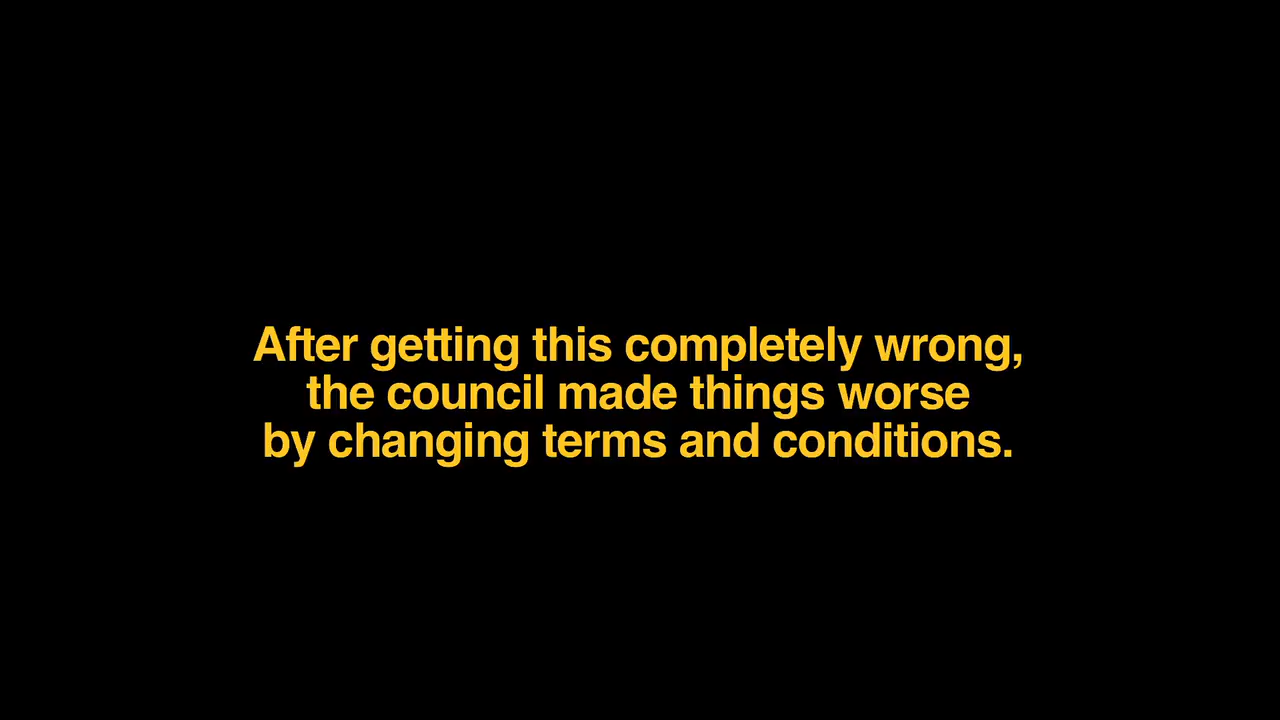 After getting this completely wrong,
the council made things worse
by changing terms and conditions.